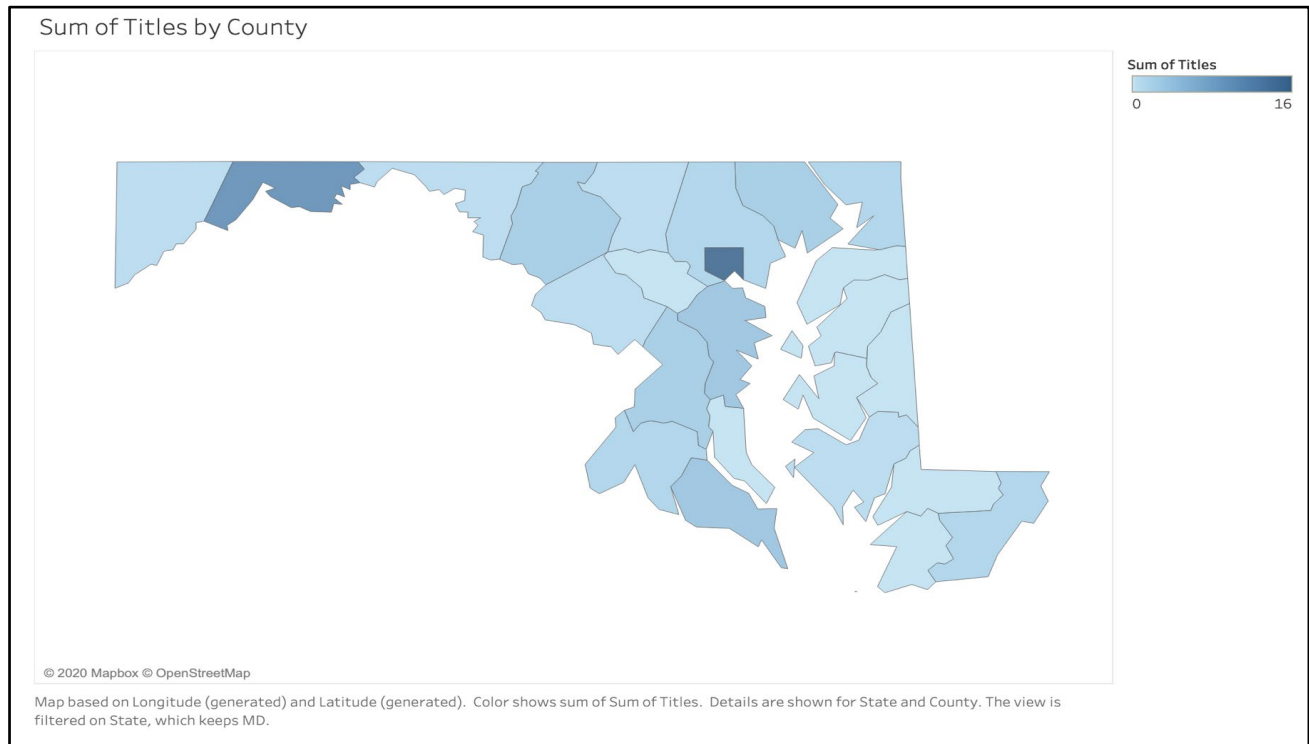 Sum of Titles by County
Sum of Titles
0 16
© 2020 Mapbox © OpenStreetMap
Map based on Longitude (generated) and Latitude (generated). Color shows sum of Sum of Titles. Details are shown for State and County. The view is
filtered on State, which keeps MD.